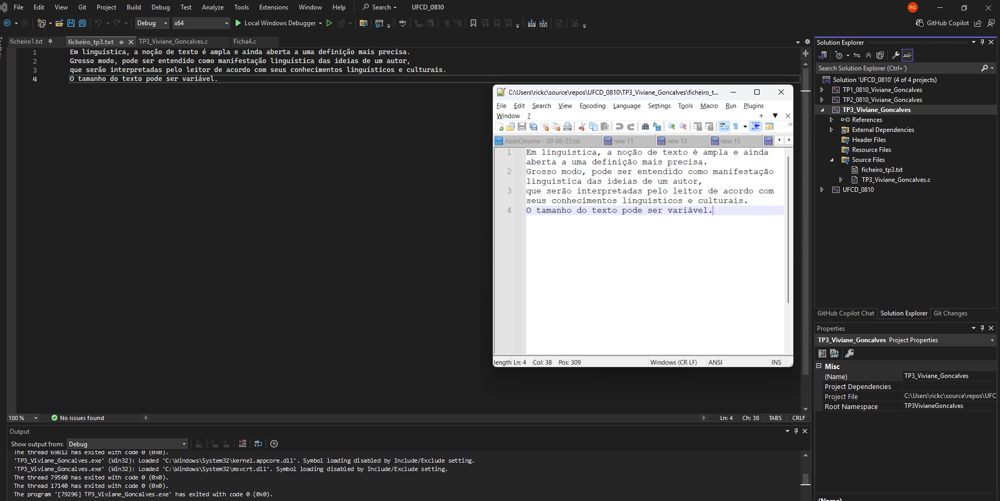 File Edit View Git Project Build Debug Test Analyze Tools Extensions Window Help Search UFCD_0810 RG
Debug x64 Local Windows Debugger GitHub Copilot
ficheiro1.txt ficheiro_tp3.txt TP3_Viviane_Goncalves.c Ficha4.c
1 Em linguística, a noção de texto é ampla e ainda aberta a uma definição mais precisa.
2 Grosso modo, pode ser entendido como manifestação linguística das ideias de um autor,
3 que serão interpretadas pelo leitor de acordo com seus conhecimentos linguísticos e culturais.
4 O tamanho do texto pode ser variável.
C:\Users\rickc\source\repos\UFCD_0810\TP3_Viviane_Goncalves\ficheiro_t...
File Edit Search View Encoding Language Settings Tools Macro Run Plugins
Window ?
AbasChrome - 09-08-23.txt new 11 new 13 new 15
1 Em linguística, a noção de texto é ampla e ainda
aberta a uma definição mais precisa.
2 Grosso modo, pode ser entendido como manifestação
linguística das ideias de um autor,
3 que serão interpretadas pelo leitor de acordo com
seus conhecimentos linguísticos e culturais.
4 O tamanho do texto pode ser variável.
length Ln: 4 Col: 38 Pos: 309 Windows (CR LF) ANSI INS
100 % No issues found Ln: 4 Ch: 38 TABS CRLF
Output
Show output from: Debug
The thread 69812 has exited with code 0 (0x0).
'TP3_Viviane_Goncalves.exe' (Win32): Loaded 'C:\Windows\System32\kernel.appcore.dll'. Symbol loading disabled by Include/Exclude setting.
'TP3_Viviane_Goncalves.exe' (Win32): Loaded 'C:\Windows\System32\msvcrt.dll'. Symbol loading disabled by Include/Exclude setting.
The thread 79560 has exited with code 0 (0x0).
The thread 17140 has exited with code 0 (0x0).
The program '[79296] TP3_Viviane_Goncalves.exe' has exited with code 0 (0x0).
Solution Explorer
Search Solution Explorer (Ctrl+´)
Solution 'UFCD_0810' (4 of 4 projects)
TP1_0810_Viviane_Goncalves
TP2_0810_Viviane_Goncalves
TP3_Viviane_Goncalves
References
External Dependencies
Header Files
Resource Files
Source Files
ficheiro_tp3.txt
TP3_Viviane_Goncalves.c
UFCD_0810
GitHub Copilot Chat Solution Explorer Git Changes
Properties
TP3_Viviane_Goncalves Project Properties
Misc
(Name) TP3_Viviane_Goncalves
Project Dependencies
Project File C:\Users\rickc\source\repos\UFC
Root Namespace TP3VivianeGoncalves
(Name)